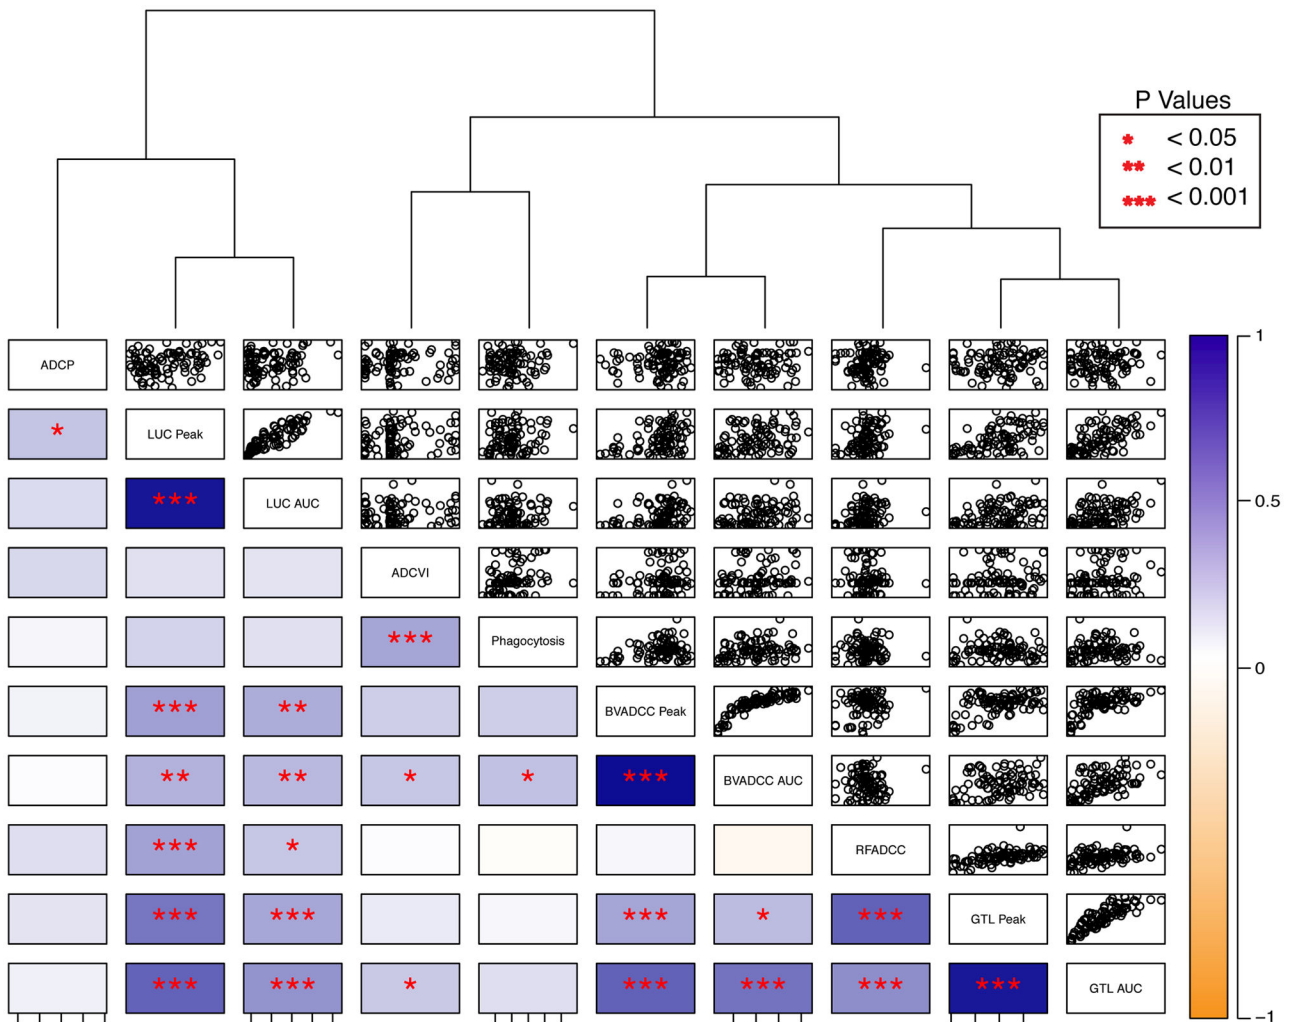 P Values
* < 0.05
** < 0.01
*** < 0.001
1
ADCP
* LUC Peak
*** LUC AUC
0.5
ADCVI
*** Phagocytosis
0
*** ** BVADCC Peak
** ** * * *** BVADCC AUC
*** * RFADCC
*** *** *** * *** GTL Peak
*** *** * *** *** *** *** GTL AUC
−1